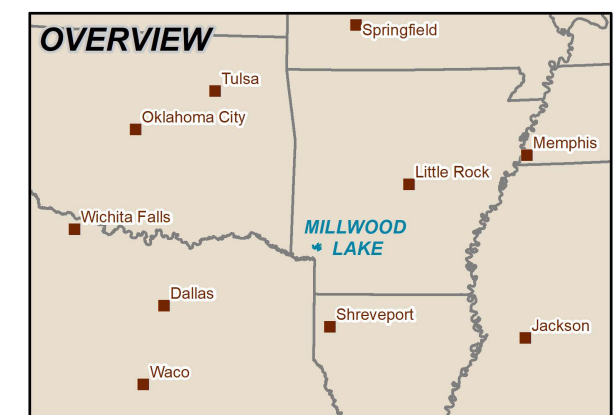 OVERVIEW
Springfield
Tulsa
Oklahoma City
Memphis
Little Rock
Wichita Falls
MILLWOOD
LAKE
Dallas
Shreveport
Jackson
Waco